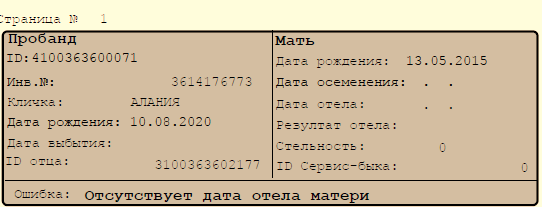 Страница № 1
Пробанд
ID:4100363600071
Инв.№: 3614176773
Кличка: АЛАНИЯ
Дата рождения: 10.08.2020
Дата выбытия:
ID отца: 3100363602177
Мать
Дата рождения: 13.05.2015
Дата осеменения: . .
Дата отела: . .
Резултат отела:
Стельность: 0
ID Сервис-быка: 0
Ошибка: Отсутствует дата отела матери